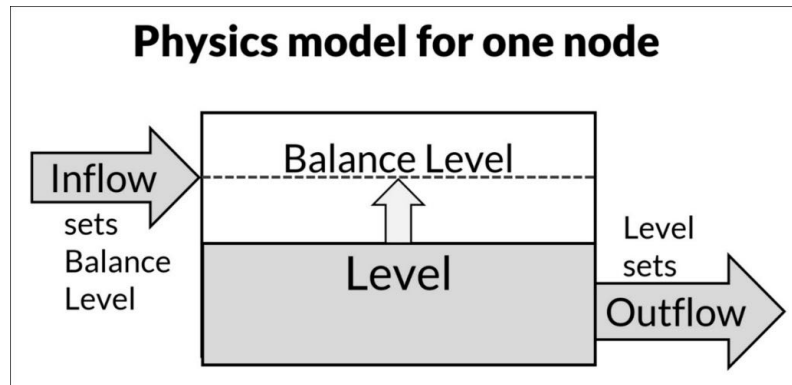 Physics model for one node
Balance Level
Inflow
sets
Balance
Level
Level
Level
sets
Outflow